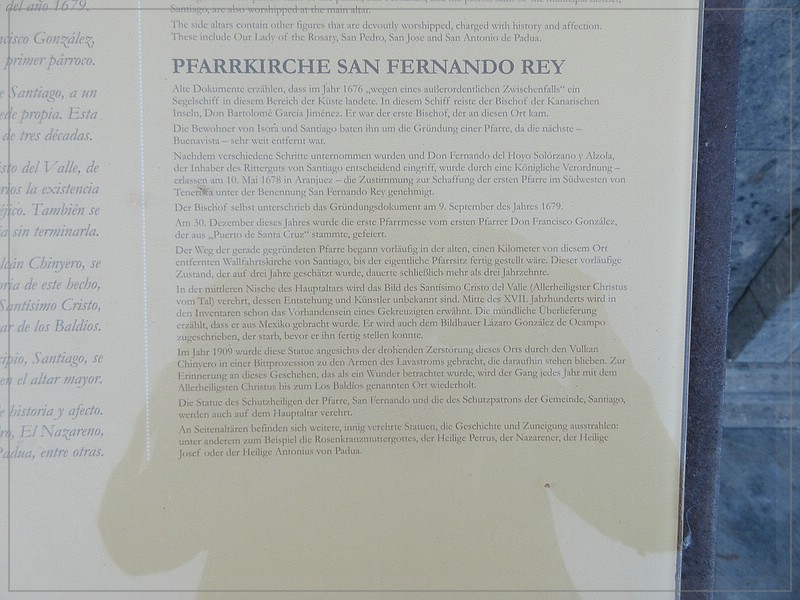 del año 1679.
cisco González,
primer párroco.
e Santiago, a un
ede propia. Esta
de tres décadas.
sto del Valle, de
rios la existencia
éjico. También se
ía sin terminarla.
lcán Chinyero, se
oria de este hecho,
Santísimo Cristo,
ar de los Baldíos.
cipio, Santiago, se
en el altar mayor.
e historia y afecto.
ro, El Nazareno,
Padua, entre otras.
Santiago, are also worshipped at the main altar.
The side altars contain other figures that are devoutly worshipped, charged with history and affection.
These include Our Lady of the Rosary, San Pedro, San Jose and San Antonio de Padua.
PFARRKIRCHE SAN FERNANDO REY
Alte Dokumente erzählen, dass im Jahr 1676 „wegen eines außerordentlichen Zwischenfalls“ ein
Segelschiff in diesem Bereich der Küste landete. In diesem Schiff reiste der Bischof der Kanarischen
Inseln, Don Bartolomé García Jiménez. Er war der erste Bischof, der an diesen Ort kam.
Die Bewohner von Isora und Santiago baten ihn um die Gründung einer Pfarre, da die nächste –
Buenavista – sehr weit entfernt war.
Nachdem verschiedene Schritte unternommen wurden und Don Fernando del Hoyo Solórzano y Alzola,
der Inhaber des Ritterguts von Santiago entscheidend eingriff, wurde durch eine Königliche Verordnung –
erlassen am 10. Mai 1678 in Aranjuez – die Zustimmung zur Schaffung der ersten Pfarre im Südwesten von
Teneriffa unter der Benennung San Fernando Rey genehmigt.
Der Bischof selbst unterschrieb das Gründungsdokument am 9. September des Jahres 1679.
Am 30. Dezember dieses Jahres wurde die erste Pfarrmesse vom ersten Pfarrer Don Francisco González,
der aus „Puerto de Santa Cruz“ stammte, gefeiert.
Der Weg der gerade gegründeten Pfarre begann vorläufig in der alten, einen Kilometer von diesem Ort
entfernten Wallfahrtskirche von Santiago, bis der eigentliche Pfarrsitz fertig gestellt wäre. Dieser vorläufige
Zustand, der auf drei Jahre geschätzt wurde, dauerte schließlich mehr als drei Jahrzehnte.
In der mittleren Nische des Hauptaltars wird das Bild des Santísimo Cristo del Valle (Allerheiligster Christus
vom Tal) verehrt, dessen Entstehung und Künstler unbekannt sind. Mitte des XVII. Jahrhunderts wird in
den Inventaren schon das Vorhandensein eines Gekreuzigten erwähnt. Die mündliche Überlieferung
erzählt, dass er aus Mexiko gebracht wurde. Er wird auch dem Bildhauer Lázaro González de Ocampo
zugeschrieben, der starb, bevor er ihn fertig stellen konnte.
Im Jahr 1909 wurde diese Statue angesichts der drohenden Zerstörung dieses Orts durch den Vulkan
Chinyero in einer Bittprozession zu den Armen des Lavastroms gebracht, die daraufhin stehen blieben. Zur
Erinnerung an dieses Geschehen, das als ein Wunder betrachtet wurde, wird der Gang jedes Jahr mit dem
Allerheiligsten Christus bis zum Los Baldíos genannten Ort wiederholt.
Die Statue des Schutzheiligen der Pfarre, San Fernando und die des Schutzpatrons der Gemeinde, Santiago,
werden auch auf dem Hauptaltar verehrt.
An Seitenaltären befinden sich weitere, innig verehrte Statuen, die Geschichte und Zuneigung ausstrahlen:
unter anderem zum Beispiel die Rosenkranzmuttergottes, der Heilige Petrus, der Nazarener, der Heilige
Josef oder der Heilige Antonius von Padua.